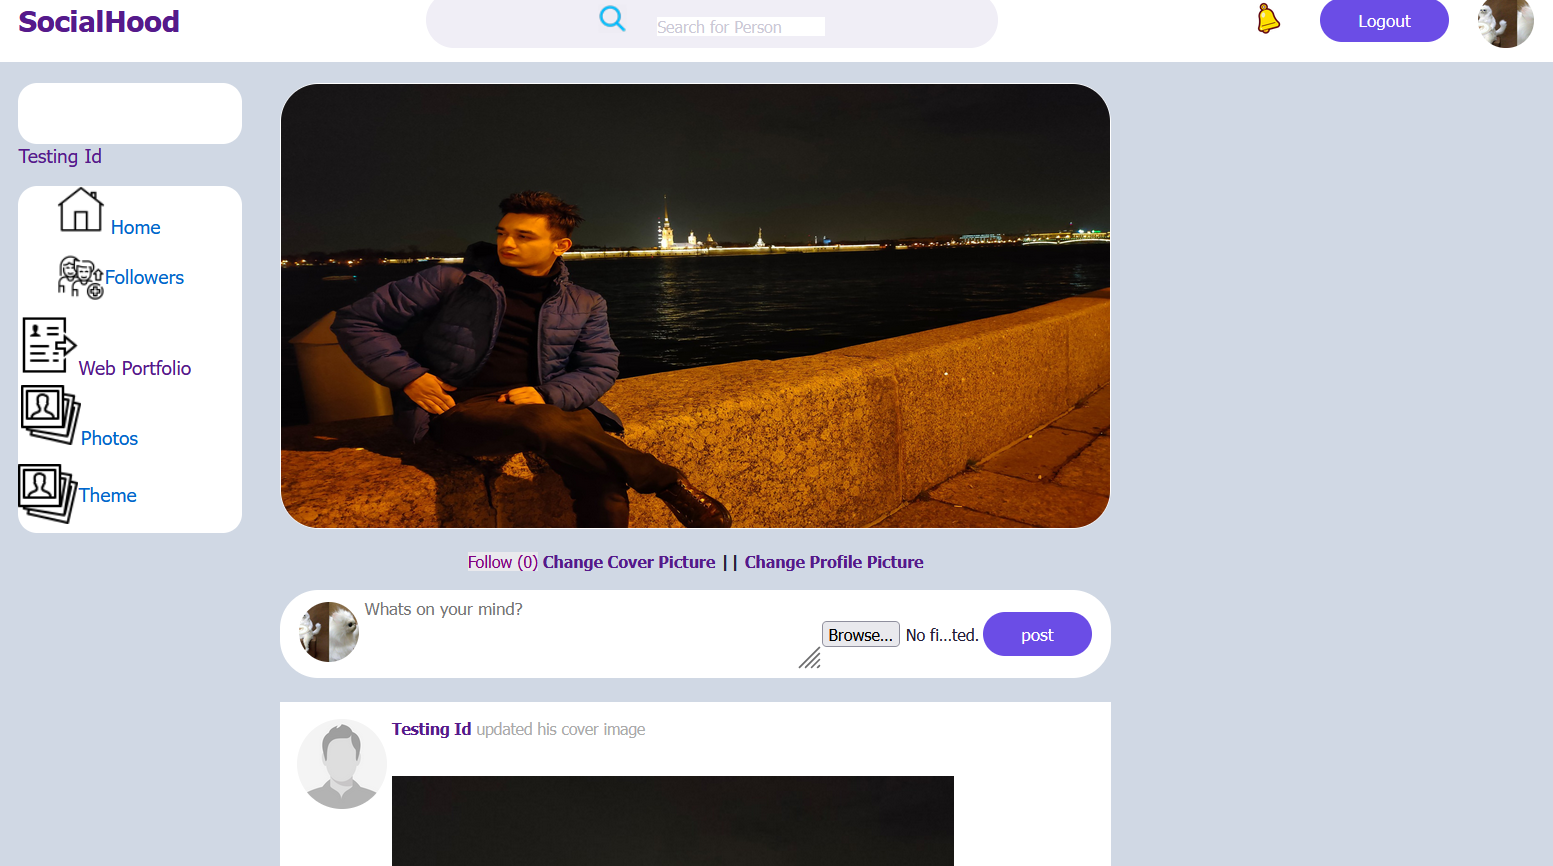 SocialHood
Search for Person
Logout
Testing Id
Home
Followers
Web Portfolio
Photos
Theme
Follow (0) Change Cover Picture || Change Profile Picture
Whats on your mind?
Browse... No fi...ted.
post
Testing Id updated his cover image